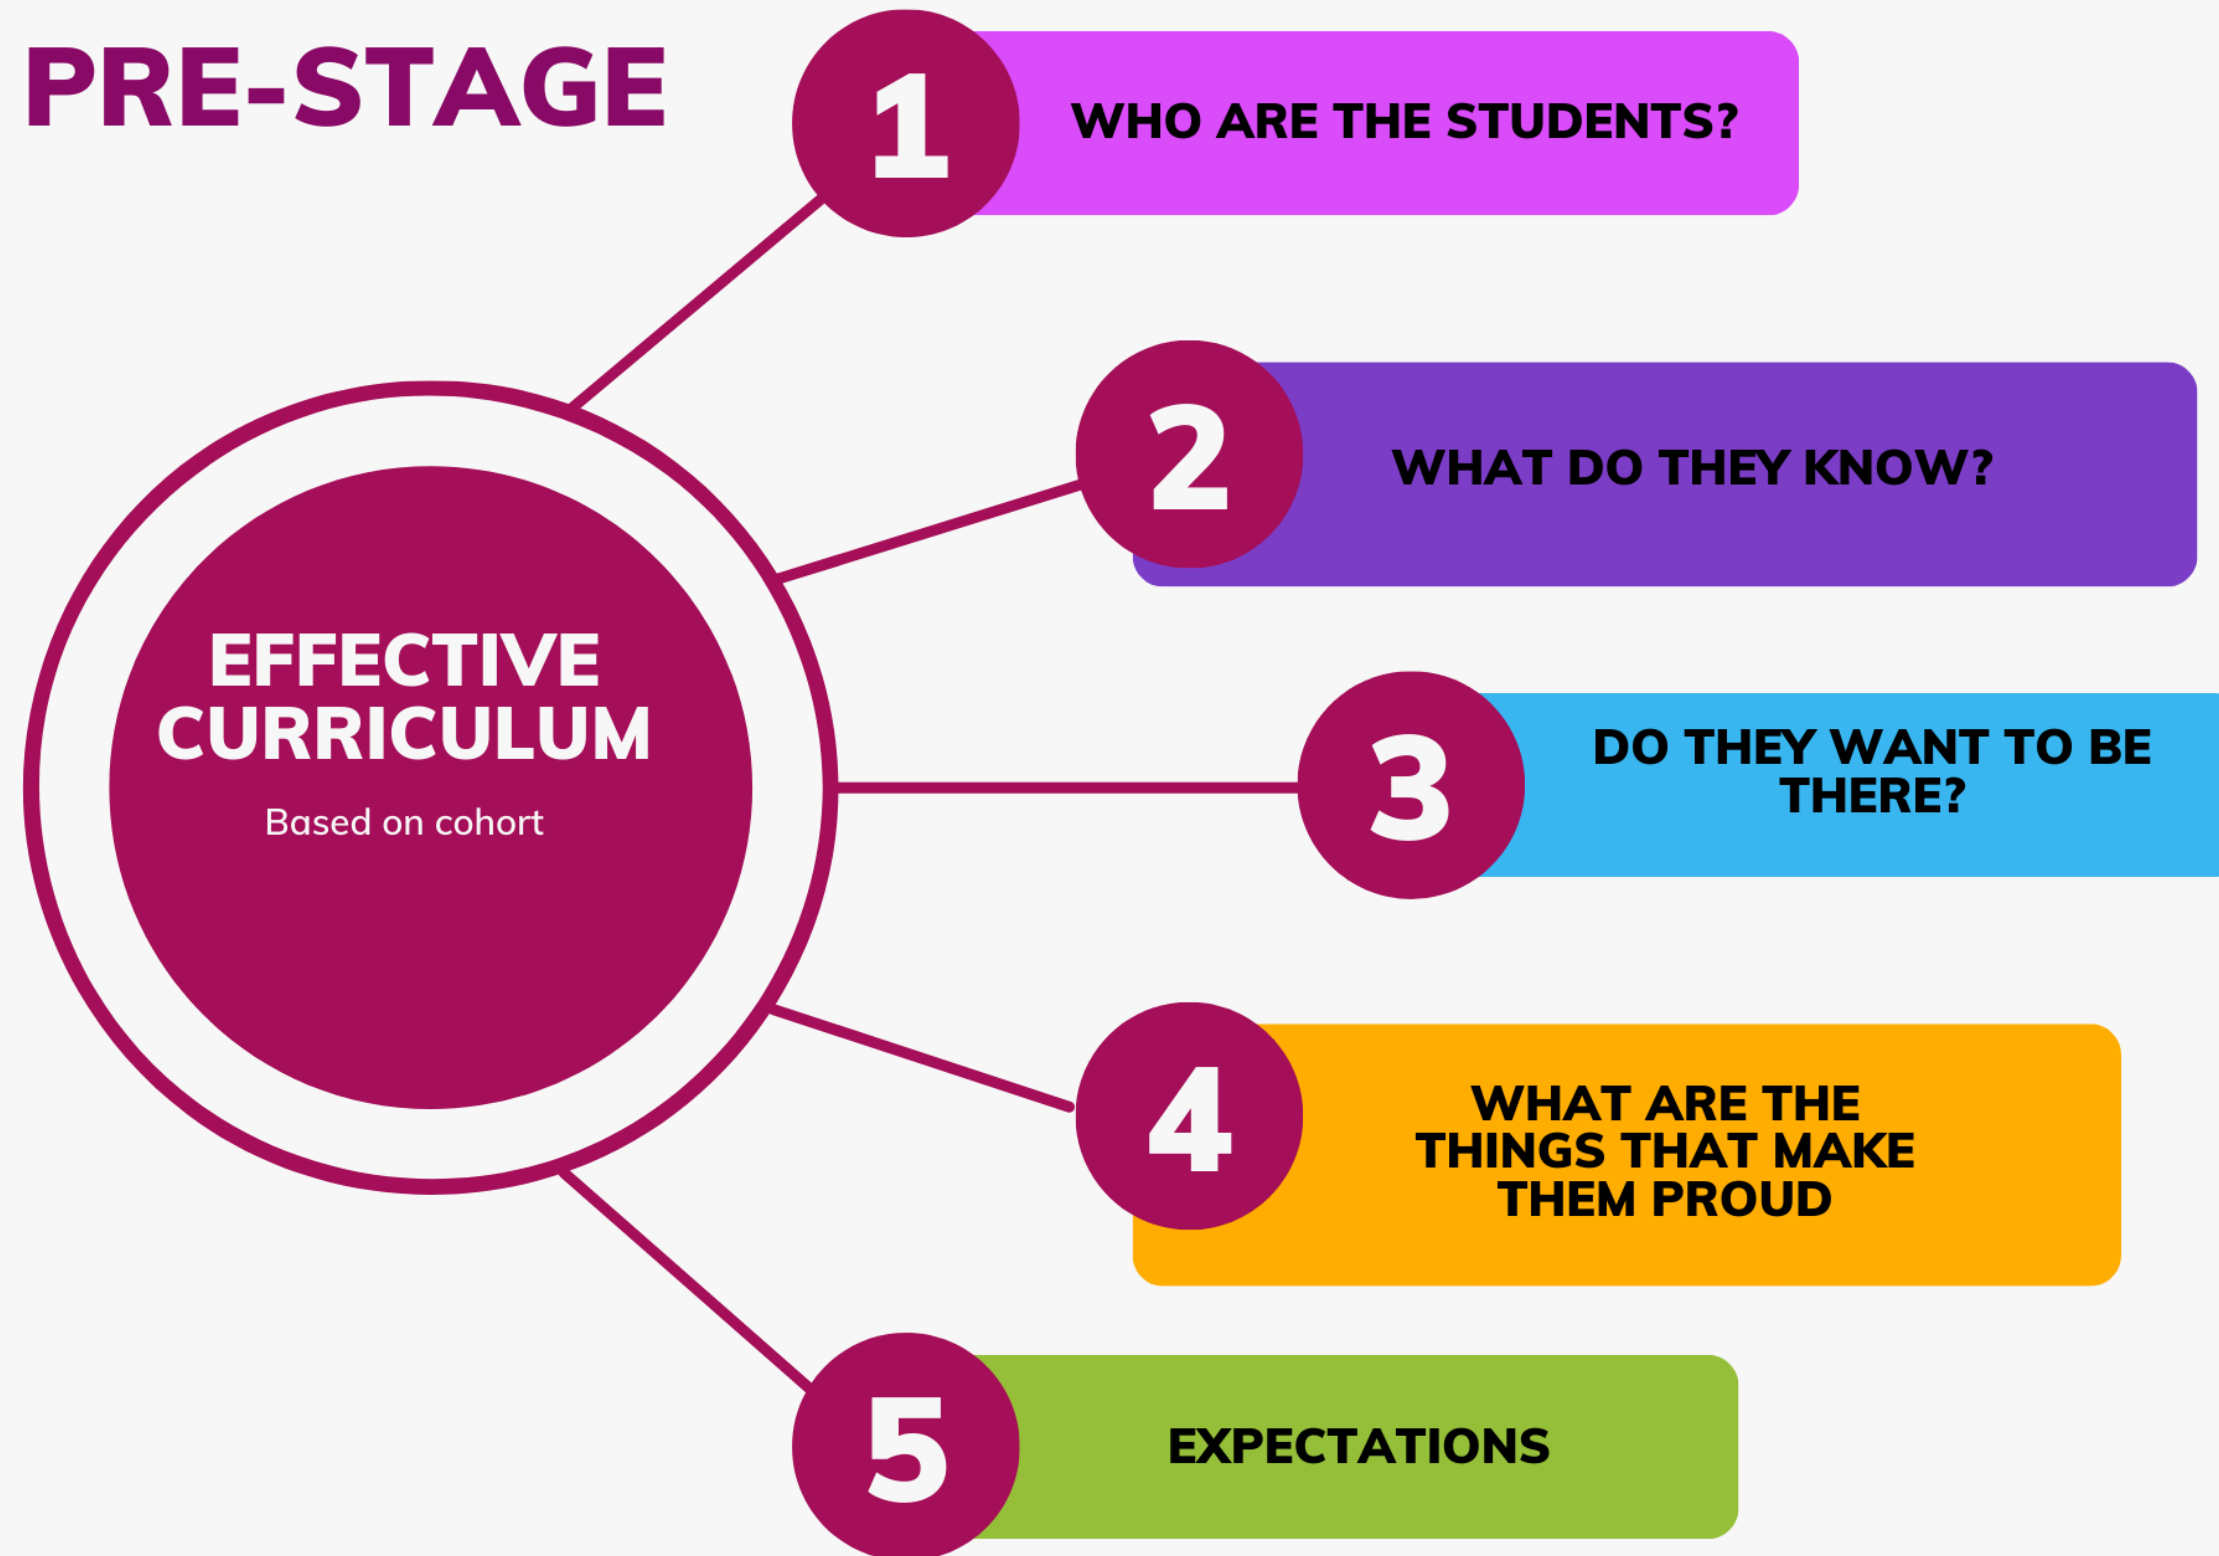 PRE-STAGE
EFFECTIVE
CURRICULUM
Based on cohort
1
WHO ARE THE STUDENTS?
2
WHAT DO THEY KNOW?
3
DO THEY WANT TO BE
THERE?
4
WHAT ARE THE
THINGS THAT MAKE
THEM PROUD
5
EXPECTATIONS